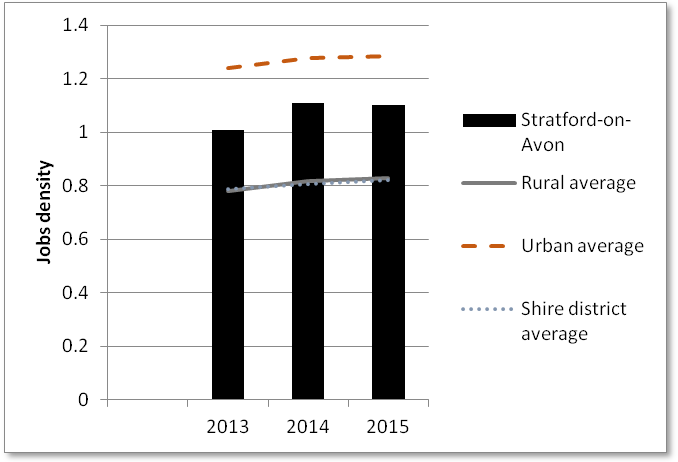 1.4
1.2
1
0.8
0.6
0.4
0.2
0
Jobs density
2013 2014 2015
Stratford-on-
Avon
Rural average
Urban average
Shire district
average